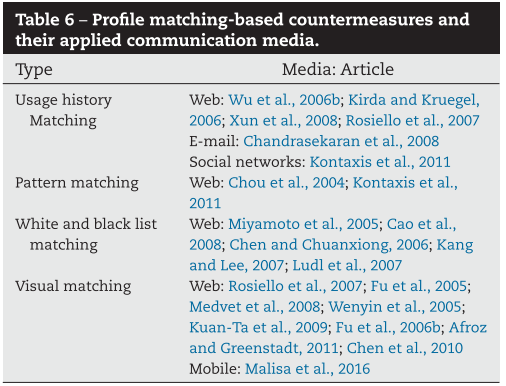 Table 6 – Profile matching-based countermeasures and
their applied communication media.
Type Media: Article
Usage history Web: Wu et al., 2006b; Kirda and Kruegel,
Matching 2006; Xun et al., 2008; Rosiello et al., 2007
E-mail: Chandrasekaran et al., 2008
Social networks: Kontaxis et al., 2011
Pattern matching Web: Chou et al., 2004; Kontaxis et al.,
2011
White and black list Web: Miyamoto et al., 2005; Cao et al.,
matching 2008; Chen and Chuanxiong, 2006; Kang
and Lee, 2007; Ludl et al., 2007
Visual matching Web: Rosiello et al., 2007; Fu et al., 2005;
Medvet et al., 2008; Wenyin et al., 2005;
Kuan-Ta et al., 2009; Fu et al., 2006b; Afroz
and Greenstadt, 2011; Chen et al., 2010
Mobile: Malisa et al., 2016